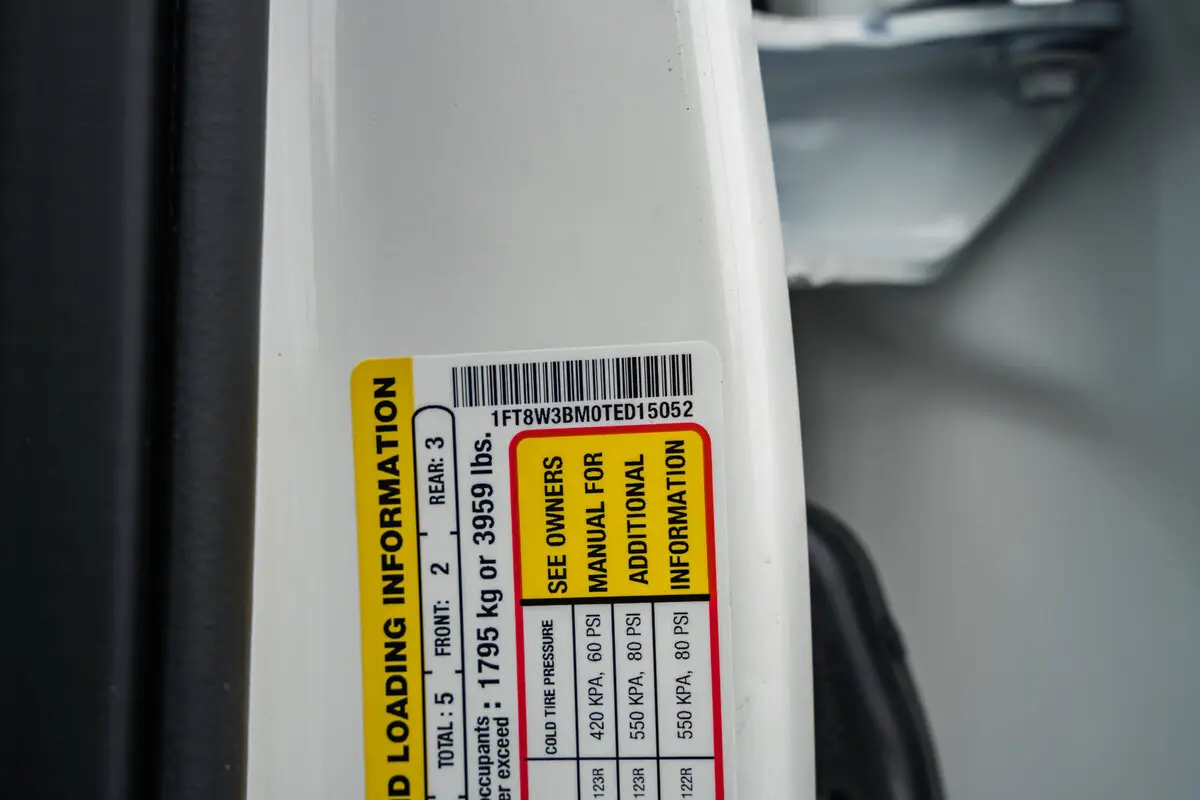 1FT8W3BM0TED15052
D LOADING INFORMATION
TOTAL: 5 FRONT: 2 REAR: 3
occupants
er exceed : 1795 kg or 3959 lbs.
COLD TIRE PRESSURE
SEE OWNERS
MANUAL FOR
ADDITIONAL
INFORMATION
123R 420 KPA, 60 PSI
123R 550 KPA, 80 PSI
122R 550 KPA, 80 PSI